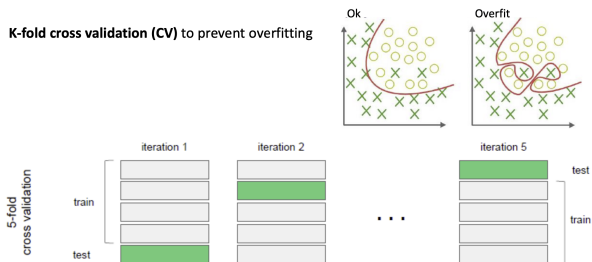 Ok
Overfit
K-fold cross validation (CV) to prevent overfitting
iteration 1
iteration 2
iteration 5
5-fold
cross validation
train
test
...
test
train